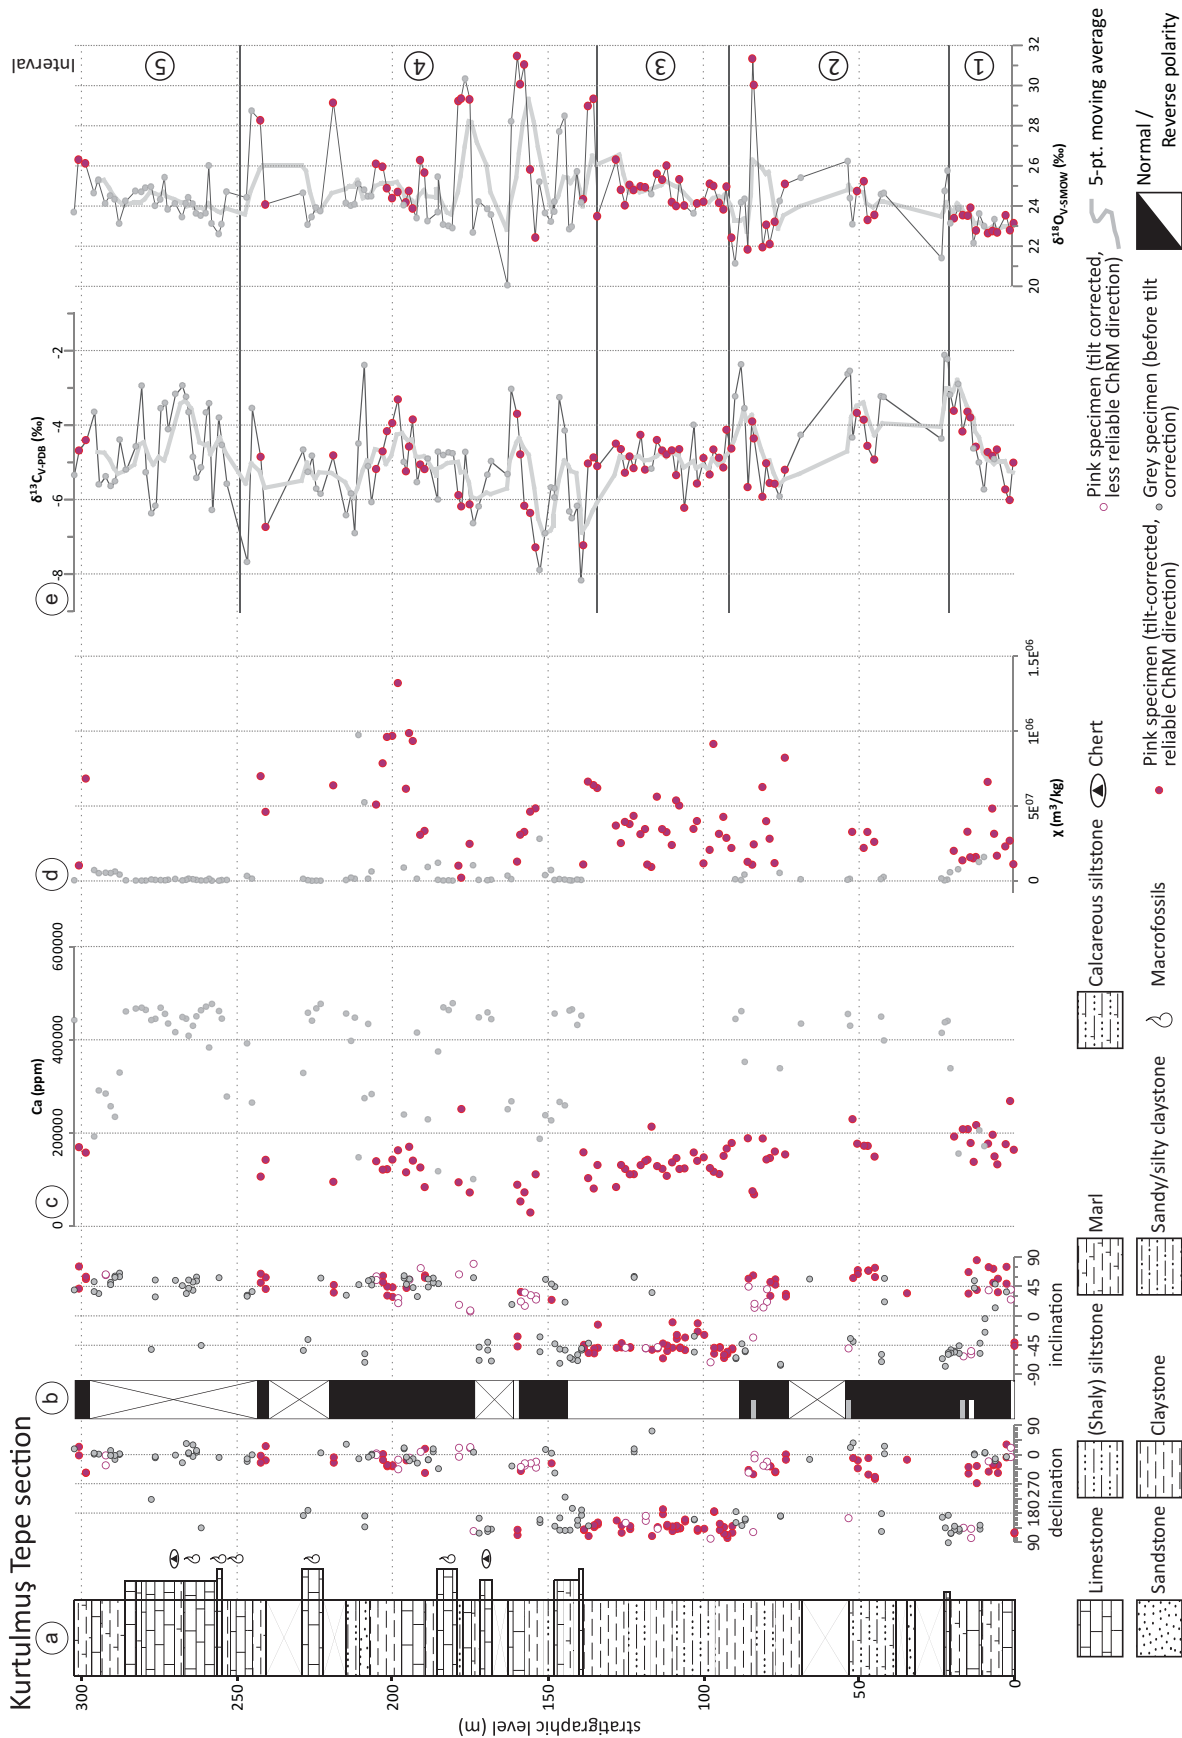 Kurtulmuş Tepe section
a
b
c
d
e
stratigraphic level (m)
0
50
100
150
200
250
300
declination
90
180
270
0
90
inclination
-90
-45
0
45
90
Ca (ppm)
0
200000
400000
600000
χ (m³/kg)
0
5E07
1E06
1.5E06
δ¹³C V-PDB (‰)
-8
-6
-4
-2
δ¹⁸O V-SMOW (‰)
20
22
24
26
28
30
32
Interval
5
4
3
2
1
Limestone
(Shaly) siltstone
Marl
Calcareous siltstone
Chert
Sandstone
Claystone
Sandy/silty claystone
Macrofossils
Pink specimen (tilt corrected,
less reliable ChRM direction)
5-pt. moving average
Pink specimen (tilt-corrected,
reliable ChRM direction)
Grey specimen (before tilt
correction)
Normal /
Reverse polarity